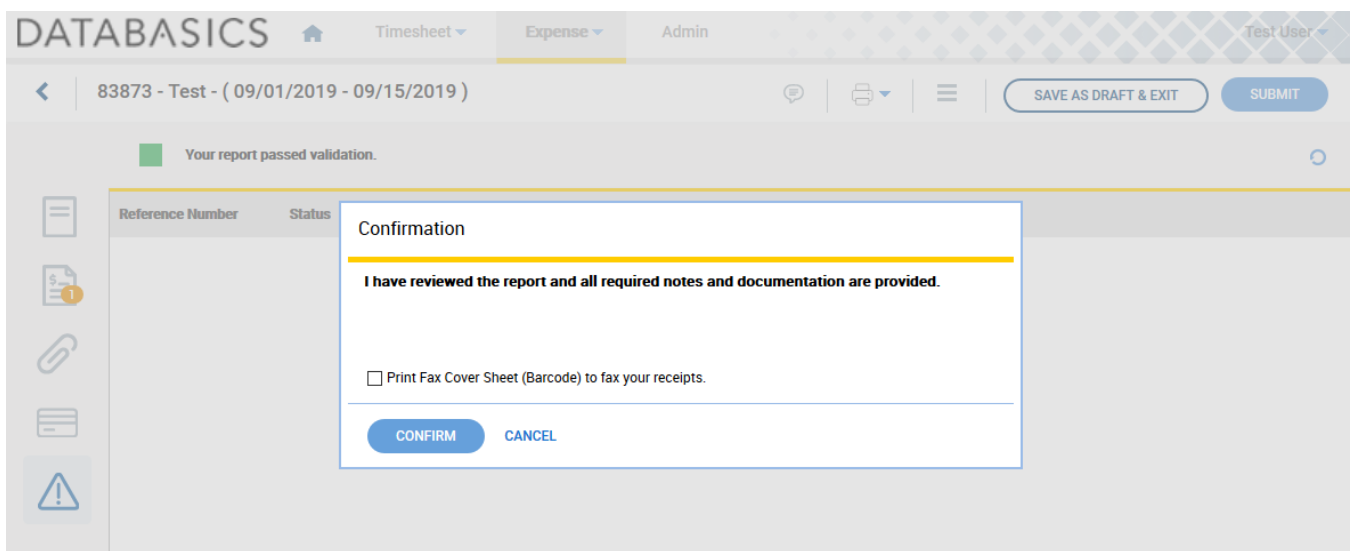 DATABASICS Timesheet Expense Admin Test User
83873 - Test - ( 09/01/2019 - 09/15/2019 ) SAVE AS DRAFT & EXIT SUBMIT
Your report passed validation.
Reference Number Status
1
Confirmation
I have reviewed the report and all required notes and documentation are provided.
Print Fax Cover Sheet (Barcode) to fax your receipts.
CONFIRM CANCEL